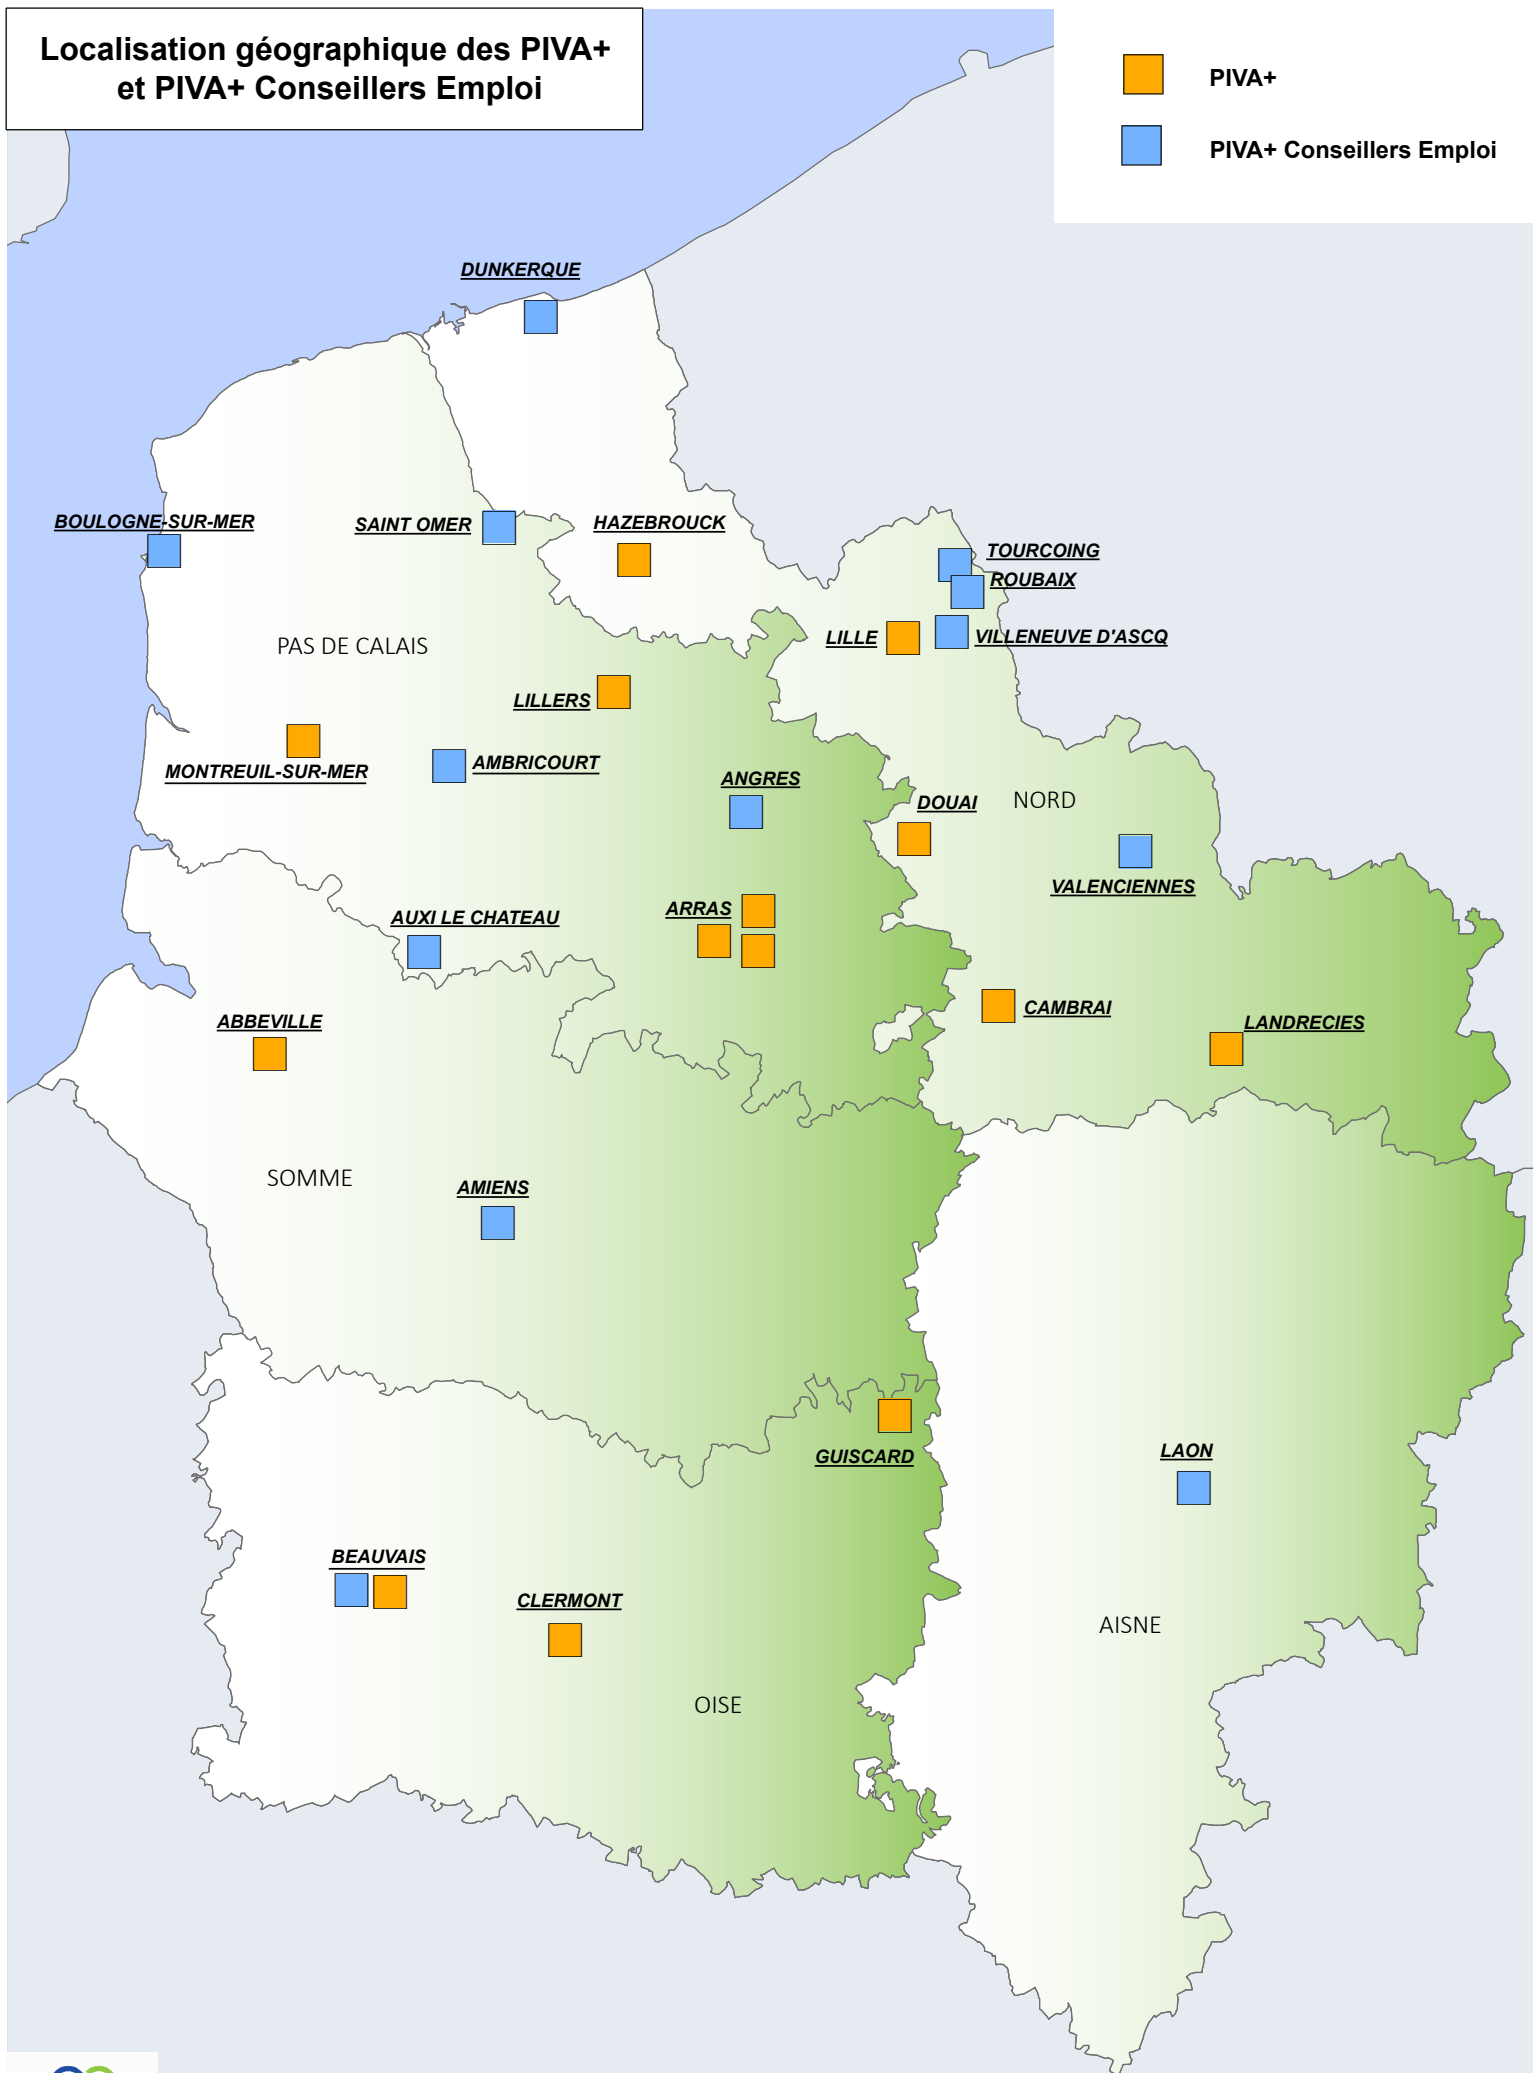 Localisation géographique des PIVA+
et PIVA+ Conseillers Emploi
PIVA+
PIVA+ Conseillers Emploi
DUNKERQUE
BOULOGNE-SUR-MER
SAINT OMER
HAZEBROUCK
TOURCOING
ROUBAIX
LILLE
VILLENEUVE D'ASCQ
PAS DE CALAIS
LILLERS
MONTREUIL-SUR-MER
AMBRICOURT
ANGRES
DOUAI
NORD
VALENCIENNES
AUXI LE CHATEAU
ARRAS
CAMBRAI
ABBEVILLE
LANDRECIES
SOMME
AMIENS
GUISCARD
LAON
BEAUVAIS
CLERMONT
AISNE
OISE